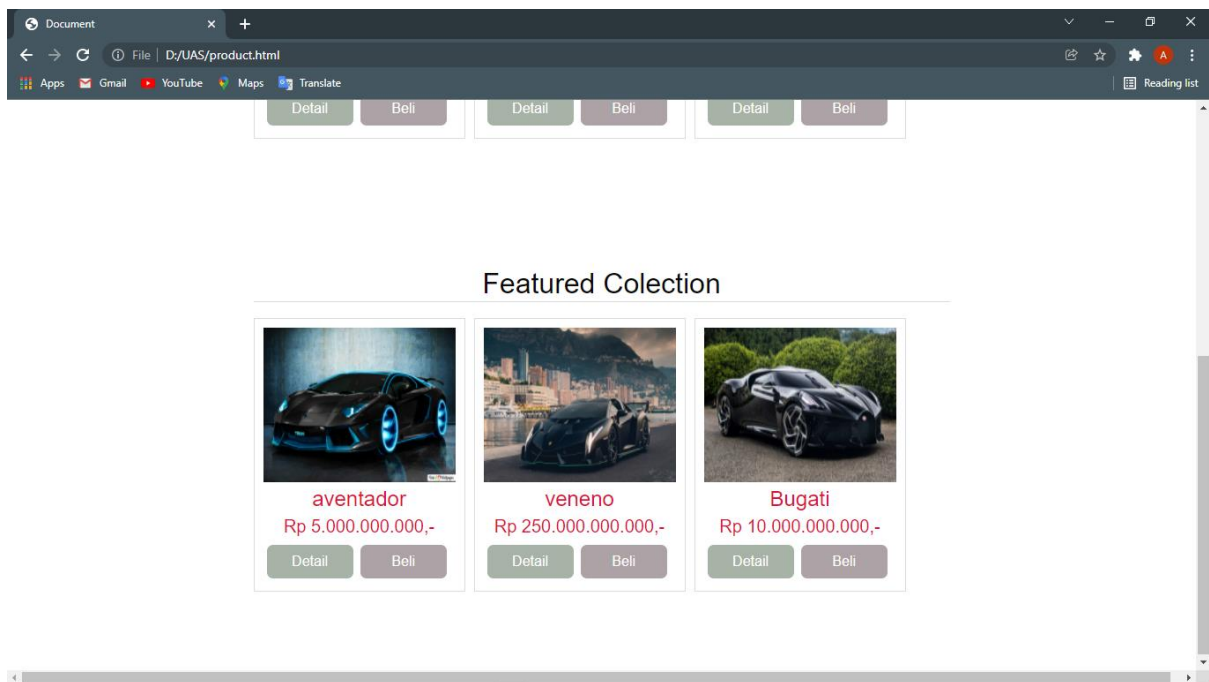 Document
File D:/UAS/product.html
A
Apps Gmail YouTube Maps Translate Reading list
Detail Beli Detail Beli Detail Beli
Featured Colection
aventador veneno Bugati
Rp 5.000.000.000,- Rp 250.000.000.000,- Rp 10.000.000.000,-
Detail Beli Detail Beli Detail Beli